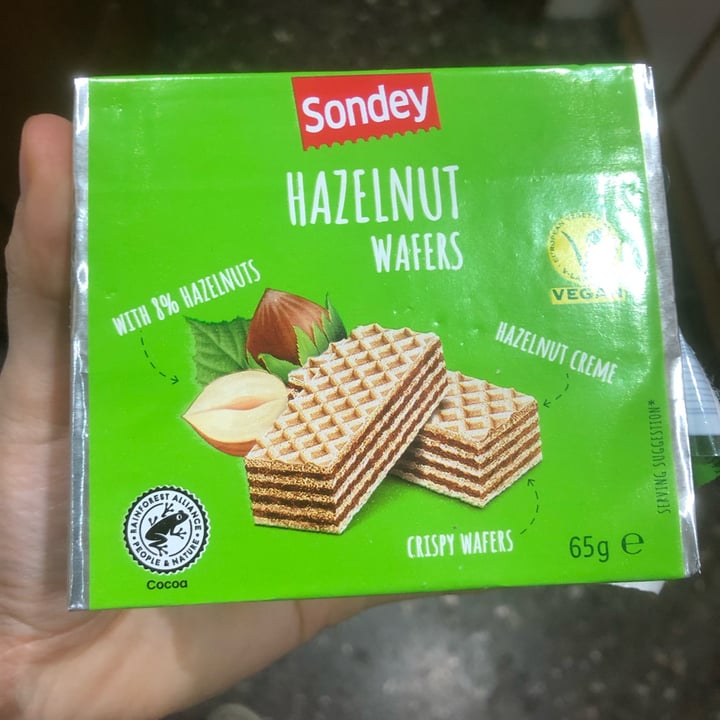 Sondey
HAZELNUT
WAFERS
WITH 8% HAZELNUTS
VEGAN
HAZELNUT CREME
SERVING SUGGESTION*
RAINFOREST ALLIANCE
PEOPLE & NATURE
Cocoa
CRISPY WAFERS
65g ℮